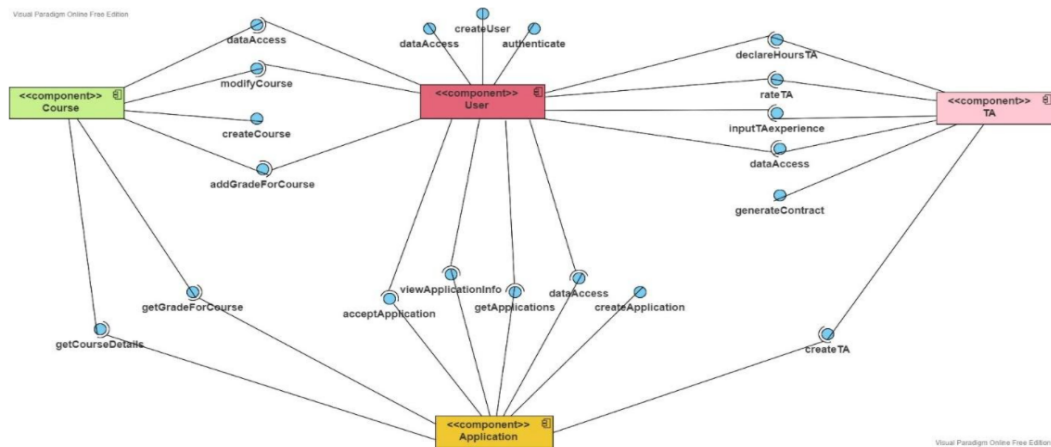 Visual Paradigm Online Free Edition
createUser
dataAccess
dataAccess
authenticate
declareHoursTA
modifyCourse
rateTA
<<component>>
Course
<<component>>
User
<<component>>
TA
createCourse
inputTAexperience
dataAccess
addGradeForCourse
generateContract
viewApplicationInfo
dataAccess
getGradeForCourse
acceptApplication
getApplications
createApplication
getCourseDetails
createTA
<<component>>
Application
Visual Paradigm Online Free Edition